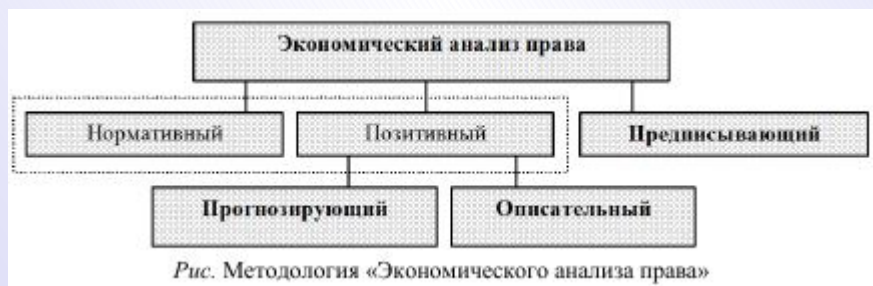 Экономический анализ права
Нормативный
Позитивный
Предписывающий
Прогнозирующий
Описательный
Рис. Методология «Экономического анализа права»